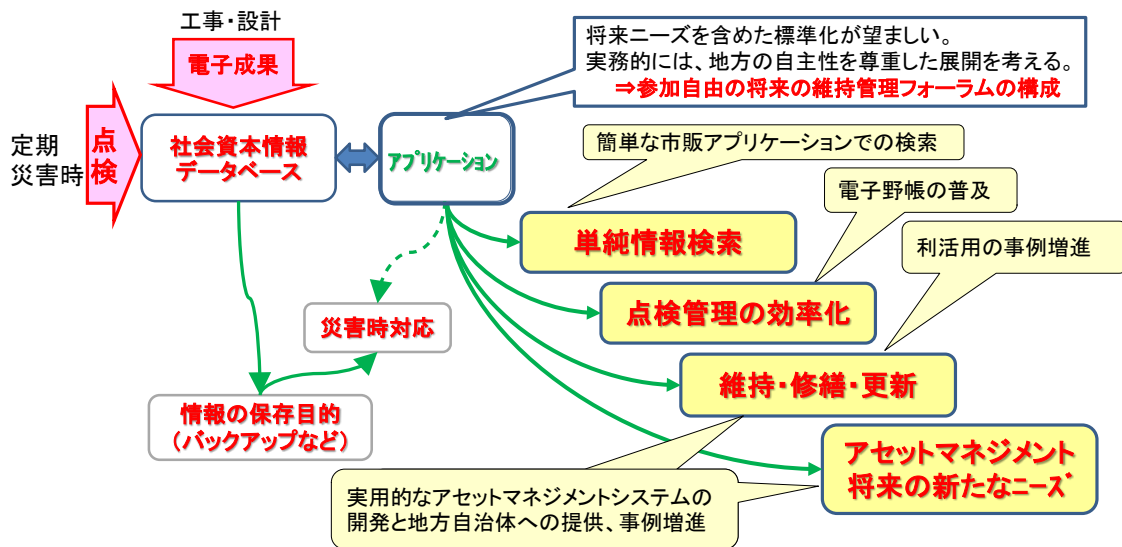 工事・設計
電子成果
将来ニーズを含めた標準化が望ましい。
実務的には、地方の自主性を尊重した展開を考える。
⇒参加自由の将来の維持管理フォーラムの構成
定期
災害時
点検
社会資本情報
データベース
アプリケーション
簡単な市販アプリケーションでの検索
電子野帳の普及
単純情報検索
利活用の事例増進
点検管理の効率化
災害時対応
維持・修繕・更新
情報の保存目的
（バックアップなど）
アセットマネジメント
将来の新たなニーズ
実用的なアセットマネジメントシステムの
開発と地方自治体への提供、事例増進